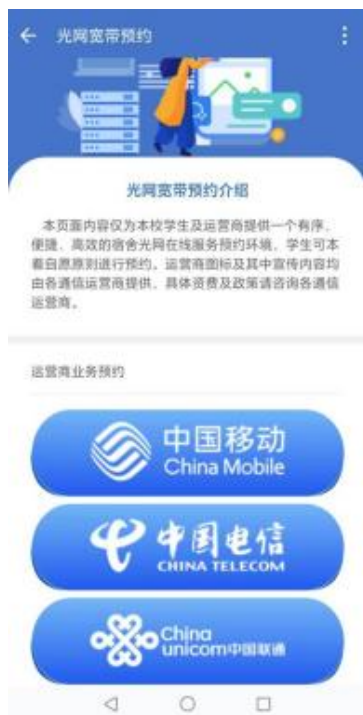 光网宽带预约
光网宽带预约介绍
本页面内容仅为本校学生及运营商提供一个有序、
便捷、高效的宿舍光网在线服务预约环境，学生可本
着自愿原则进行预约。运营商图标及其中宣传内容均
由各通信运营商提供，具体资费及政策请咨询各通信
运营商。
运营商业务预约
中国移动
China Mobile
中国电信
CHINA TELECOM
China
unicom中国联通